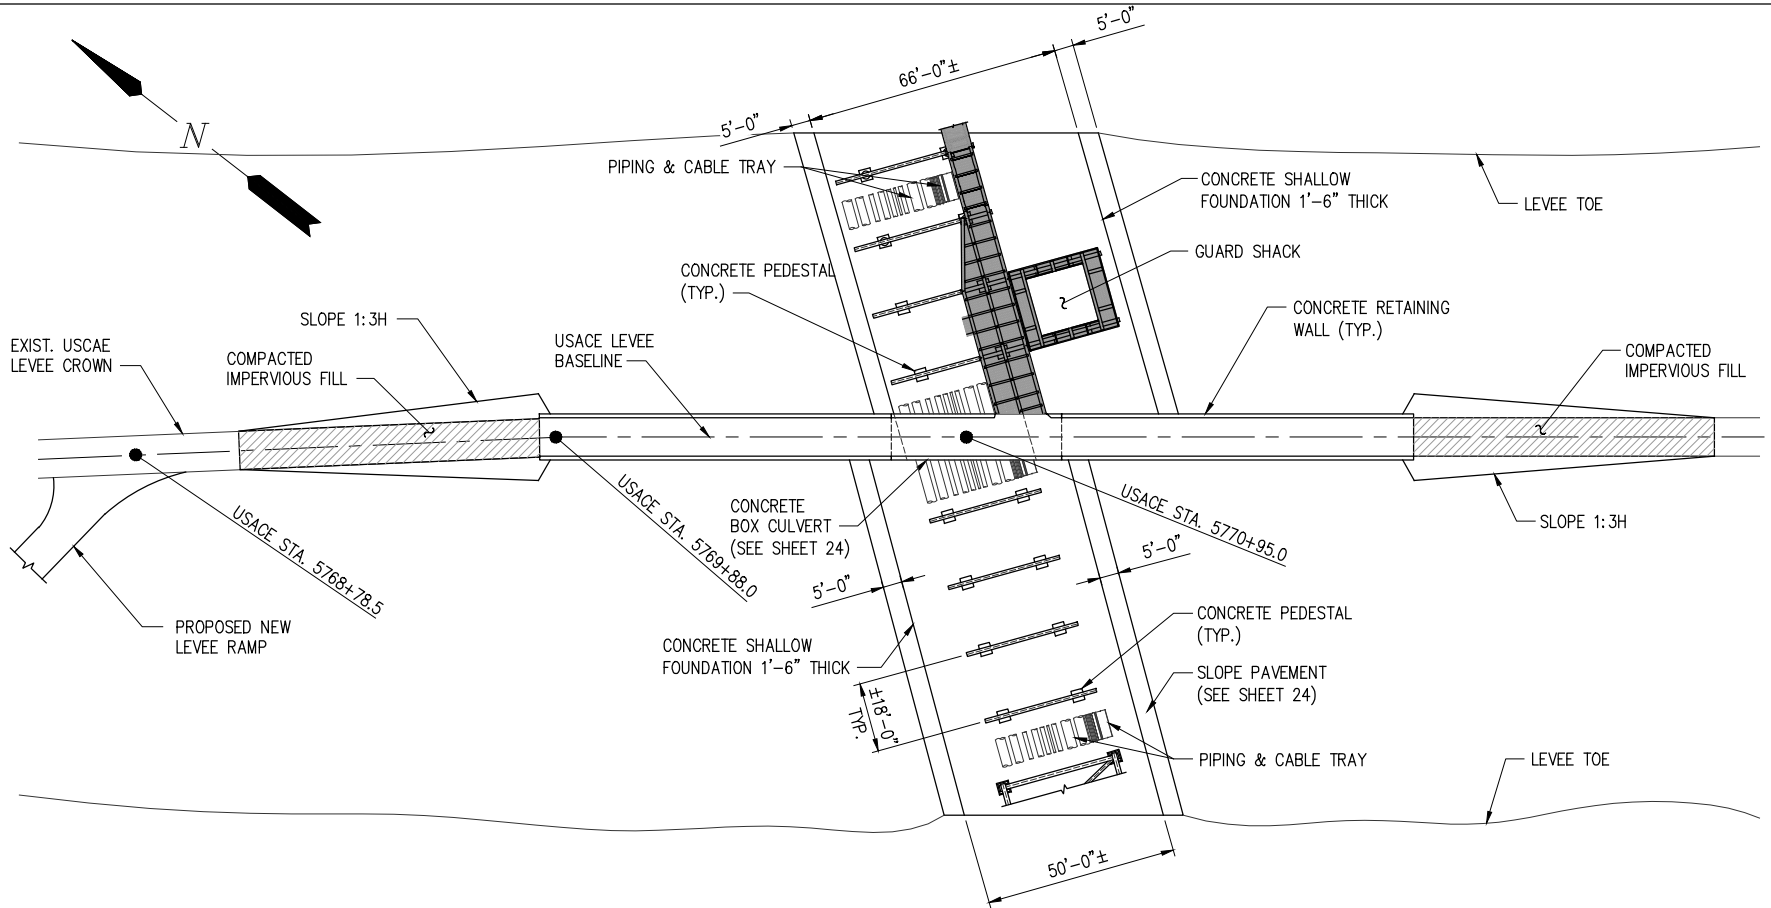 5'-0"
66'-0"±
5'-0"
N
PIPING & CABLE TRAY
CONCRETE SHALLOW
FOUNDATION 1'-6" THICK
LEVEE TOE
GUARD SHACK
CONCRETE PEDESTAL
(TYP.)
CONCRETE RETAINING
WALL (TYP.)
SLOPE 1:3H
EXIST. USCAE
LEVEE CROWN
COMPACTED
IMPERVIOUS FILL
USACE LEVEE
BASELINE
COMPACTED
IMPERVIOUS FILL
USACE STA. 5768+78.5
USACE STA. 5769+88.0
CONCRETE
BOX CULVERT
(SEE SHEET 24)
USACE STA. 5770+95.0
SLOPE 1:3H
5'-0"
5'-0"
PROPOSED NEW
LEVEE RAMP
CONCRETE SHALLOW
FOUNDATION 1'-6" THICK
CONCRETE PEDESTAL
(TYP.)
±18'-0"
TYP.
SLOPE PAVEMENT
(SEE SHEET 24)
PIPING & CABLE TRAY
LEVEE TOE
50'-0"±